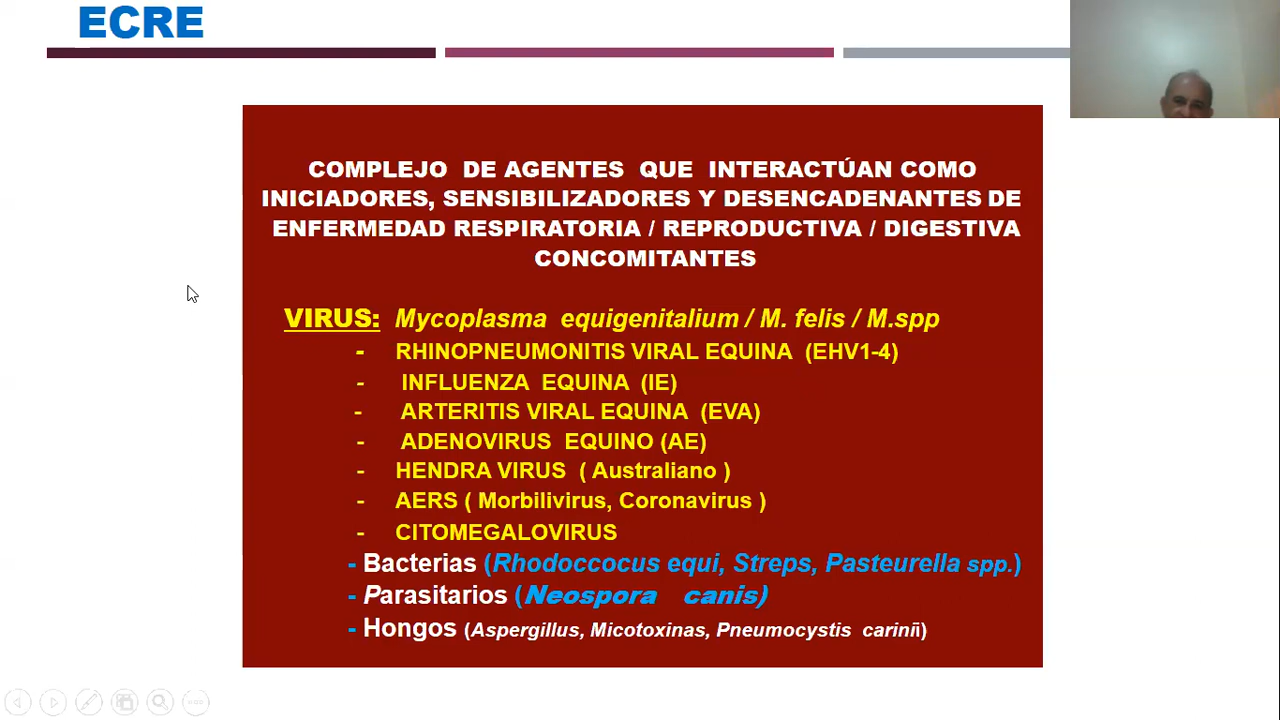 ECRE
COMPLEJO DE AGENTES QUE INTERACTÚAN COMO
INICIADORES, SENSIBILIZADORES Y DESENCADENANTES DE
ENFERMEDAD RESPIRATORIA / REPRODUCTIVA / DIGESTIVA
CONCOMITANTES
VIRUS: Mycoplasma equigenitalium / M. felis / M.spp
- RHINOPNEUMONITIS VIRAL EQUINA (EHV1-4)
- INFLUENZA EQUINA (IE)
- ARTERITIS VIRAL EQUINA (EVA)
- ADENOVIRUS EQUINO (AE)
- HENDRA VIRUS ( Australiano )
- AERS ( Morbilivirus, Coronavirus )
- CITOMEGALOVIRUS
- Bacterias (Rhodoccocus equi, Streps, Pasteurella spp.)
- Parasitarios (Neospora canis)
- Hongos (Aspergillus, Micotoxinas, Pneumocystis carinii)